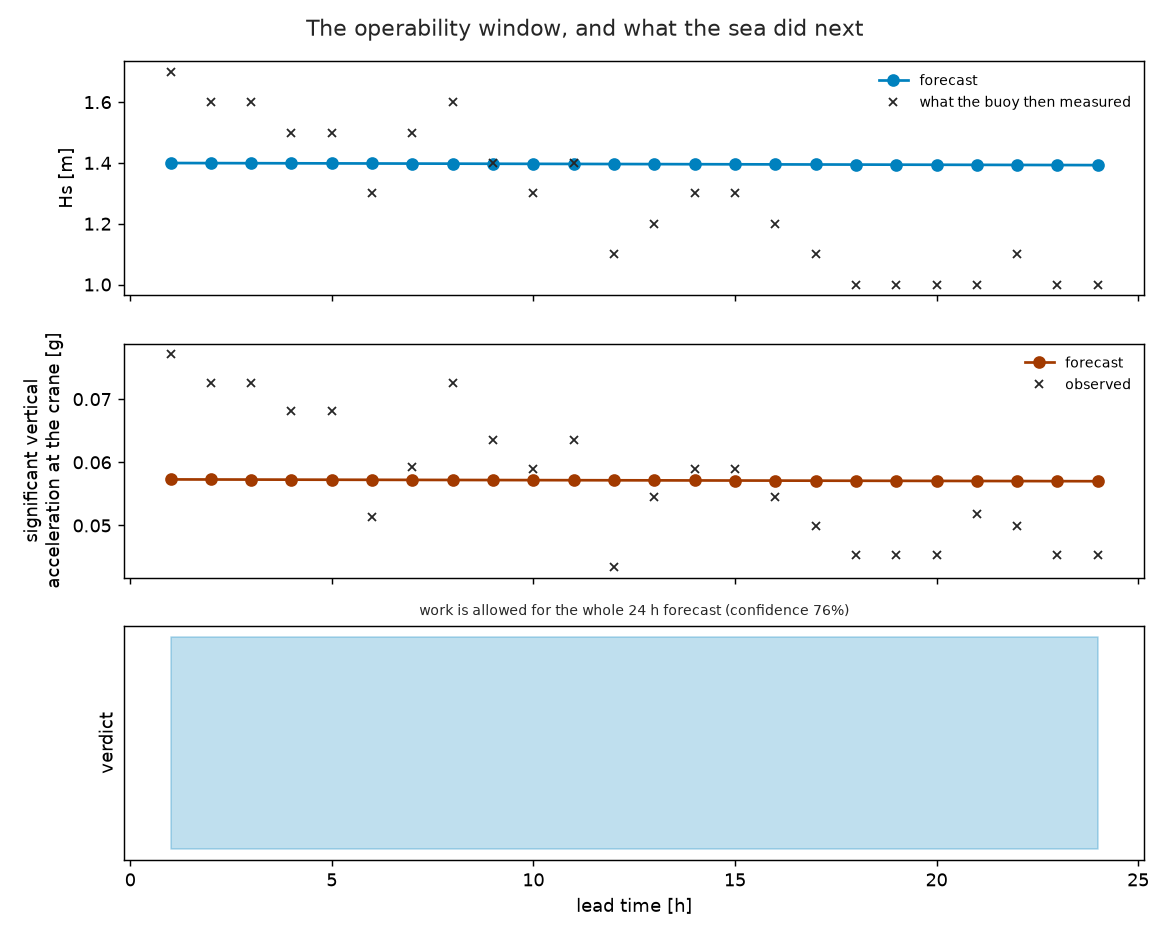 The operability window, and what the sea did next
Hs [m]
1.6
1.4
1.2
1.0
forecast
what the buoy then measured
significant vertical
acceleration at the crane [g]
0.07
0.06
0.05
forecast
observed
work is allowed for the whole 24 h forecast (confidence 76%)
verdict
0 5 10 15 20 25
lead time [h]